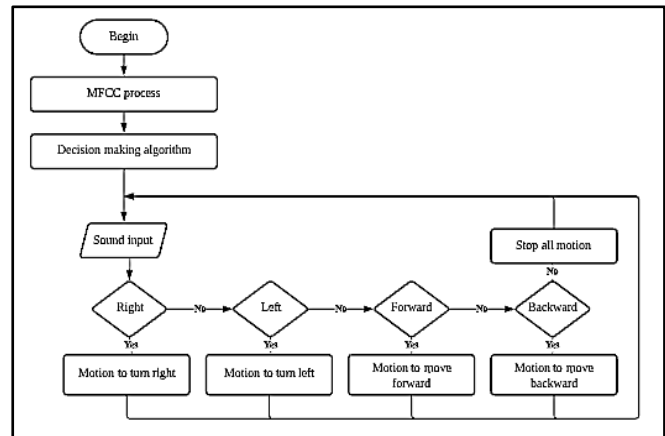 Begin
MFCC process
Decision making algorithm
Sound input
Stop all motion
No
Right
No
Left
No
Forward
No
Backward
Yes
Yes
Yes
Yes
Motion to turn right
Motion to turn left
Motion to move
forward
Motion to move
backward